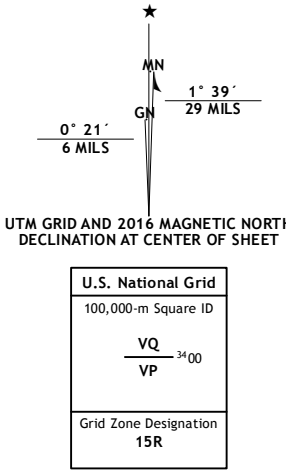 ★
MN
1° 39´
29 MILS
GN
0° 21´
6 MILS
UTM GRID AND 2016 MAGNETIC NORTH
DECLINATION AT CENTER OF SHEET
U.S. National Grid
100,000-m Square ID
VQ
³⁴00
VP
Grid Zone Designation
15R